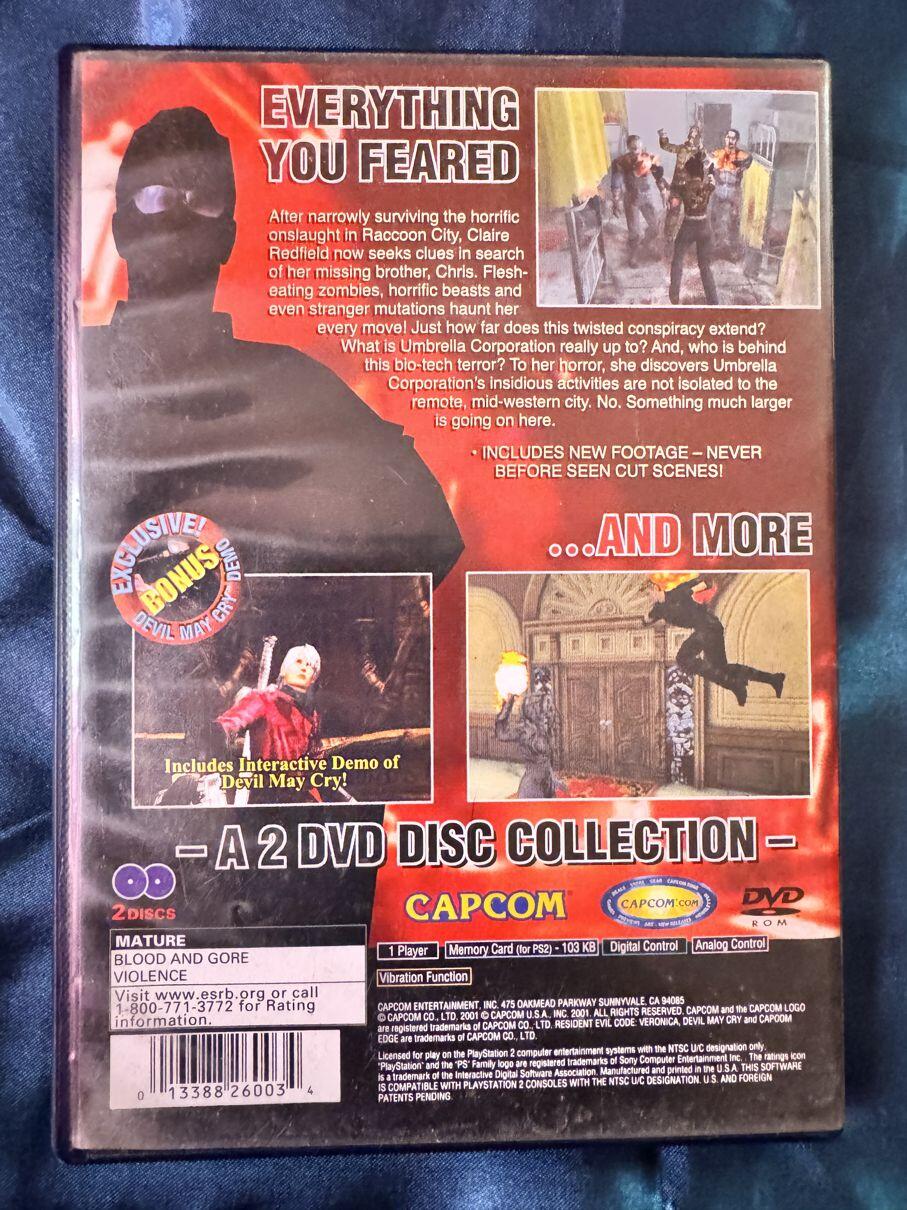 EVERYTHING
YOU FEARED
After narrowly surviving the horrific
onslaught in Raccoon City, Claire
Redfield now seeks clues in search
of her missing brother, Chris. Flesh-
eating zombies, horrific beasts and
even stranger mutations haunt her
every move! Just how far does this twisted conspiracy extend?
What is Umbrella Corporation really up to? And, who is behind
this bio-tech terror? To her horror, she discovers Umbrella
Corporation's insidious activities are not isolated to the
remote, mid-western city. No. Something much larger
is going on here.
• INCLUDES NEW FOOTAGE – NEVER
BEFORE SEEN CUT SCENES!
...AND MORE
EXCLUSIVE!
BONUS
DEVIL MAY CRY DEMO
Includes Interactive Demo of
Devil May Cry!
– A 2 DVD DISC COLLECTION –
2 DISCS
CAPCOM
CAPCOM.COM
DVD
ROM
MATURE
BLOOD AND GORE
VIOLENCE
Visit www.esrb.org or call
1-800-771-3772 for Rating
information.
1 Player
Memory Card (for PS2) - 103 KB
Digital Control
Analog Control
Vibration Function
CAPCOM ENTERTAINMENT, INC. 475 OAKMEAD PARKWAY SUNNYVALE, CA 94085
© CAPCOM CO., LTD. 2001 © CAPCOM U.S.A., INC. 2001. ALL RIGHTS RESERVED. CAPCOM and the CAPCOM LOGO
are registered trademarks of CAPCOM CO., LTD. RESIDENT EVIL CODE: VERONICA, DEVIL MAY CRY and CAPCOM
EDGE are trademarks of CAPCOM CO., LTD.
Licensed for play on the PlayStation 2 computer entertainment systems with the NTSC U/C designation only.
"PlayStation" and the "PS" Family logo are registered trademarks of Sony Computer Entertainment Inc. The ratings icon
is a trademark of the Interactive Digital Software Association. Manufactured and printed in the U.S.A. THIS SOFTWARE
IS COMPATIBLE WITH PLAYSTATION 2 CONSOLES WITH THE NTSC U/C DESIGNATION. U.S. AND FOREIGN
PATENTS PENDING.
0 13388 26003 4